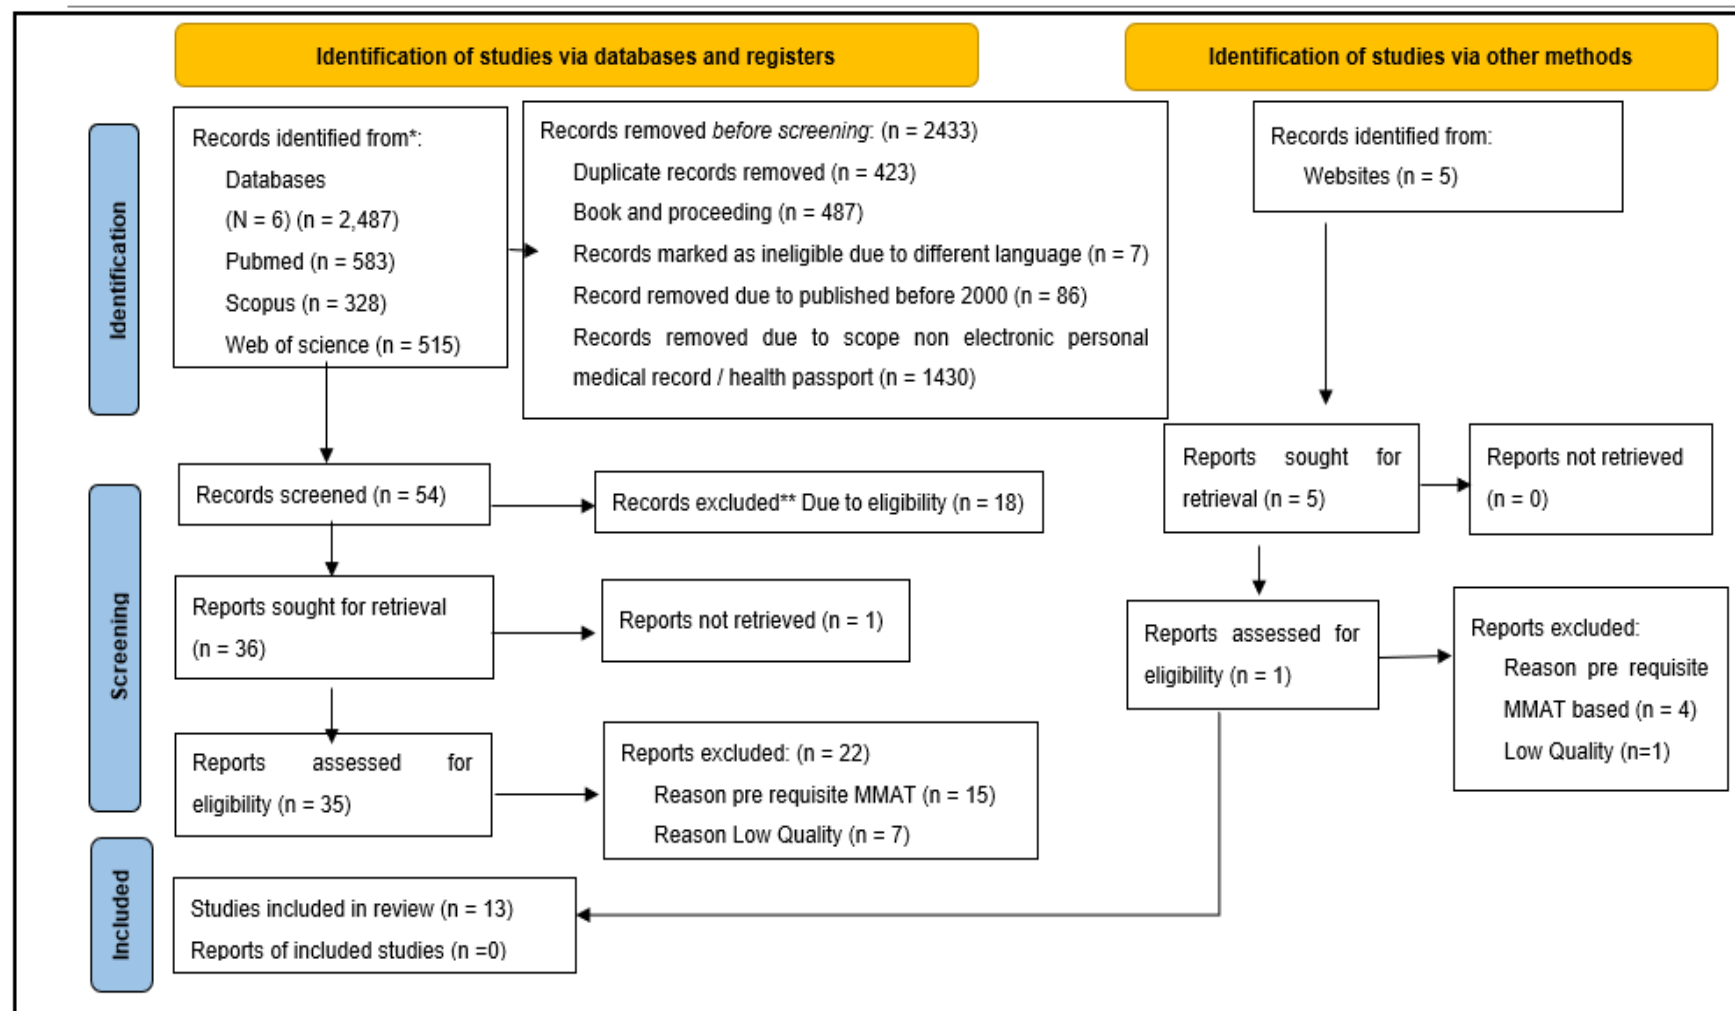 Identification of studies via databases and registers
Identification of studies via other methods
Identification
Records identified from*:
Databases
(N = 6) (n = 2,487)
Pubmed (n = 583)
Scopus (n = 328)
Web of science (n = 515)
Records removed before screening: (n = 2433)
Duplicate records removed (n = 423)
Book and proceeding (n = 487)
Records marked as ineligible due to different language (n = 7)
Record removed due to published before 2000 (n = 86)
Records removed due to scope non electronic personal
medical record / health passport (n = 1430)
Records identified from:
Websites (n = 5)
Screening
Records screened (n = 54)
Records excluded** Due to eligibility (n = 18)
Reports sought for
retrieval (n = 5)
Reports not retrieved
(n = 0)
Reports sought for retrieval
(n = 36)
Reports not retrieved (n = 1)
Reports assessed for
eligibility (n = 1)
Reports excluded:
Reason pre requisite
MMAT based (n = 4)
Low Quality (n=1)
Reports assessed for
eligibility (n = 35)
Reports excluded: (n = 22)
Reason pre requisite MMAT (n = 15)
Reason Low Quality (n = 7)
Included
Studies included in review (n = 13)
Reports of included studies (n =0)